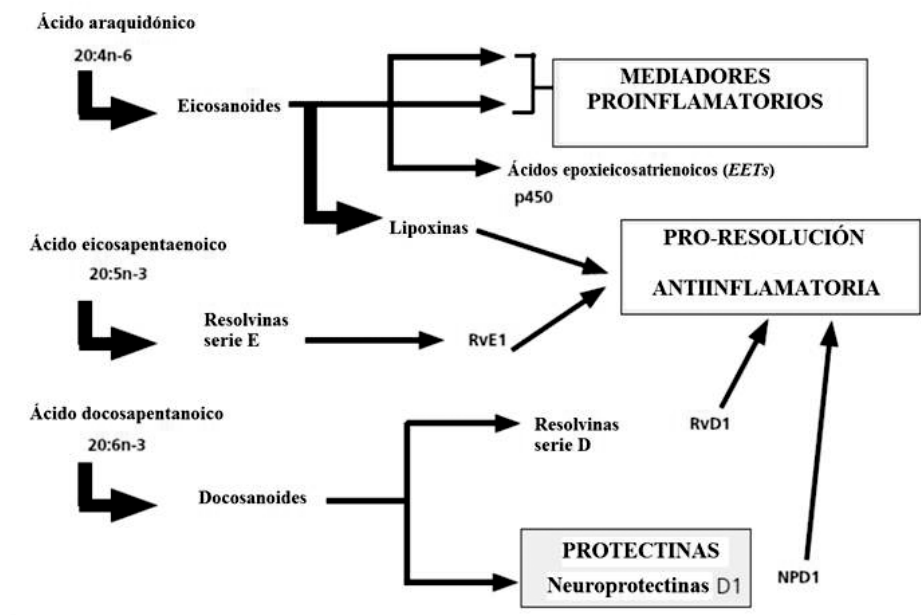 Ácido araquidónico
20:4n-6
Eicosanoides
MEDIADORES
PROINFLAMATORIOS
Ácidos epoxieicosatrienoicos (EETs)
p450
Lipoxinas
PRO-RESOLUCIÓN
ANTIINFLAMATORIA
Ácido eicosapentaenoico
20:5n-3
Resolvinas
serie E
RvE1
Ácido docosapentanoico
20:6n-3
Docosanoides
Resolvinas
serie D
RvD1
PROTECTINAS
Neuroprotectinas D1
NPD1